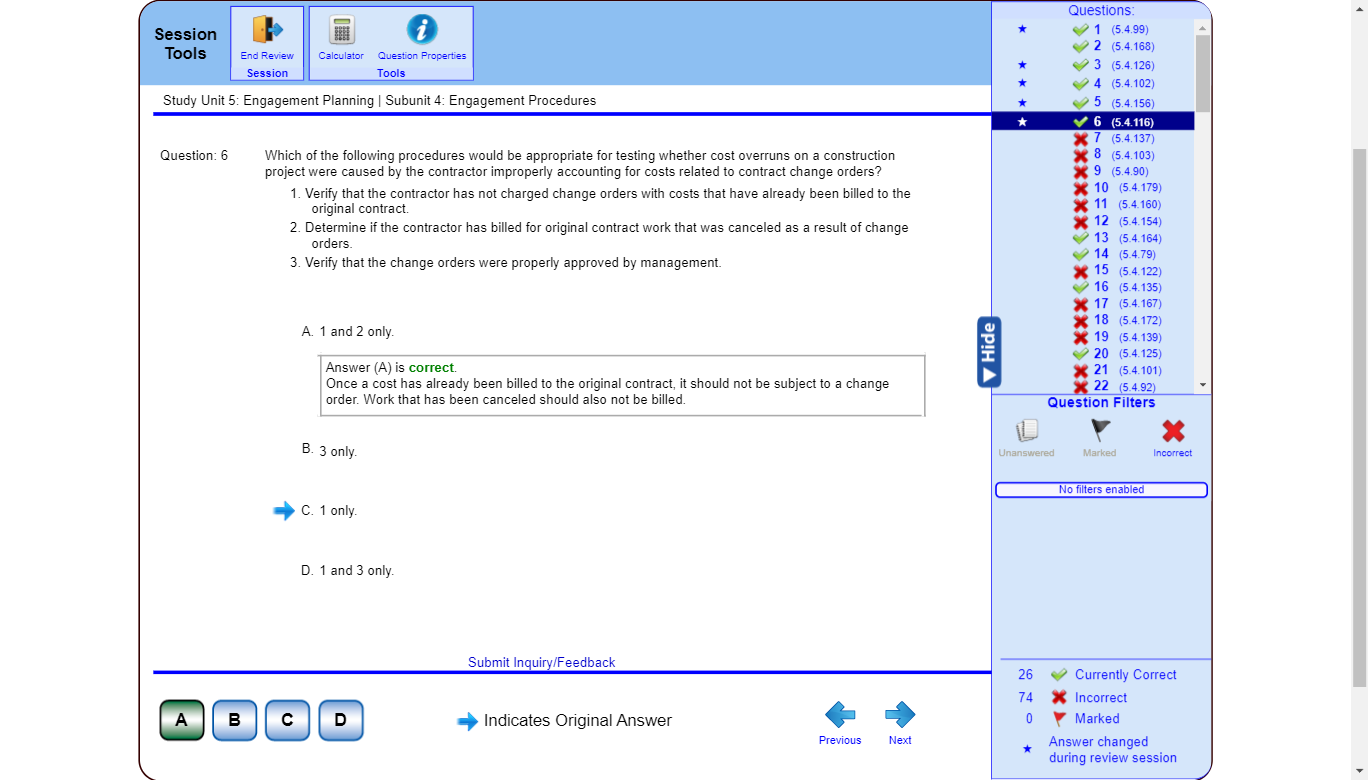 Session Tools
End Review
Session
Calculator
Question Properties
Tools
Study Unit 5: Engagement Planning | Subunit 4: Engagement Procedures
Question: 6
Which of the following procedures would be appropriate for testing whether cost overruns on a construction
project were caused by the contractor improperly accounting for costs related to contract change orders?
1. Verify that the contractor has not charged change orders with costs that have already been billed to the
original contract.
2. Determine if the contractor has billed for original contract work that was canceled as a result of change
orders.
3. Verify that the change orders were properly approved by management.
A. 1 and 2 only.
Answer (A) is correct.
Once a cost has already been billed to the original contract, it should not be subject to a change
order. Work that has been canceled should also not be billed.
B. 3 only.
C. 1 only.
D. 1 and 3 only.
Submit Inquiry/Feedback
A B C D
Indicates Original Answer
Previous
Next
Hide
Questions:
1 (5.4.99)
2 (5.4.168)
3 (5.4.126)
4 (5.4.102)
5 (5.4.156)
6 (5.4.116)
7 (5.4.137)
8 (5.4.103)
9 (5.4.90)
10 (5.4.179)
11 (5.4.160)
12 (5.4.154)
13 (5.4.164)
14 (5.4.79)
15 (5.4.122)
16 (5.4.135)
17 (5.4.167)
18 (5.4.172)
19 (5.4.139)
20 (5.4.125)
21 (5.4.101)
22 (5.4.92)
Question Filters
Unanswered
Marked
Incorrect
No filters enabled
26 Currently Correct
74 Incorrect
0 Marked
Answer changed
during review session